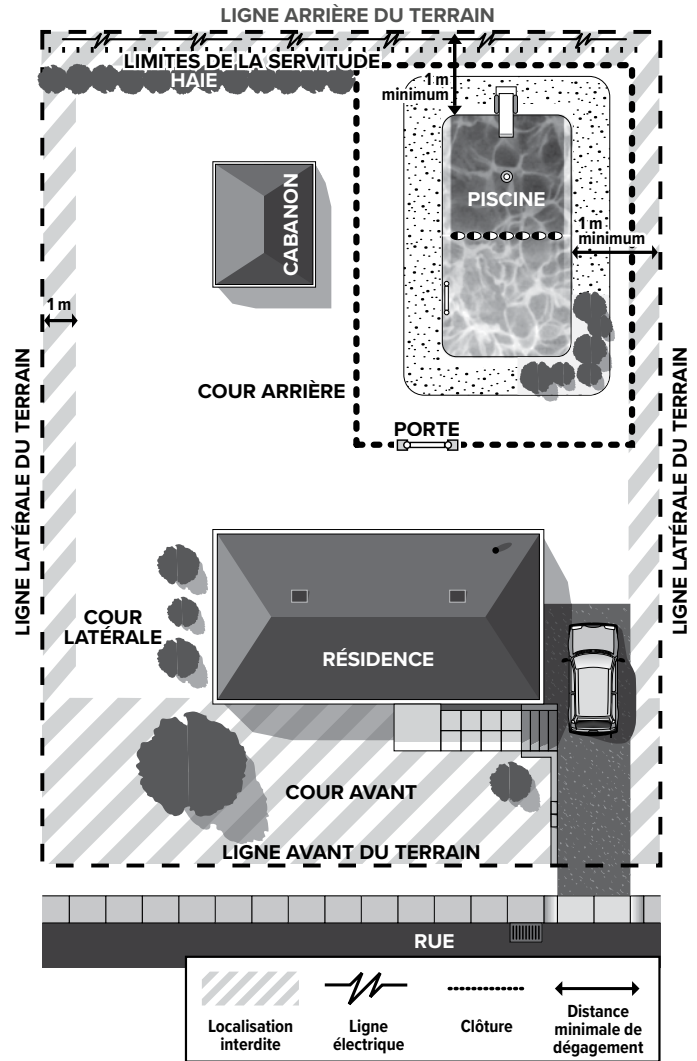 LIGNE ARRIÈRE DU TERRAIN
LIMITES DE LA SERVITUDE
HAIE
1 m
minimum
CABANON
PISCINE
1 m
minimum
1 m
COUR ARRIÈRE
PORTE
LIGNE LATÉRALE DU TERRAIN
LIGNE LATÉRALE DU TERRAIN
COUR
LATÉRALE
RÉSIDENCE
COUR AVANT
LIGNE AVANT DU TERRAIN
RUE
Localisation
interdite
Ligne
électrique
Clôture
Distance
minimale de
dégagement